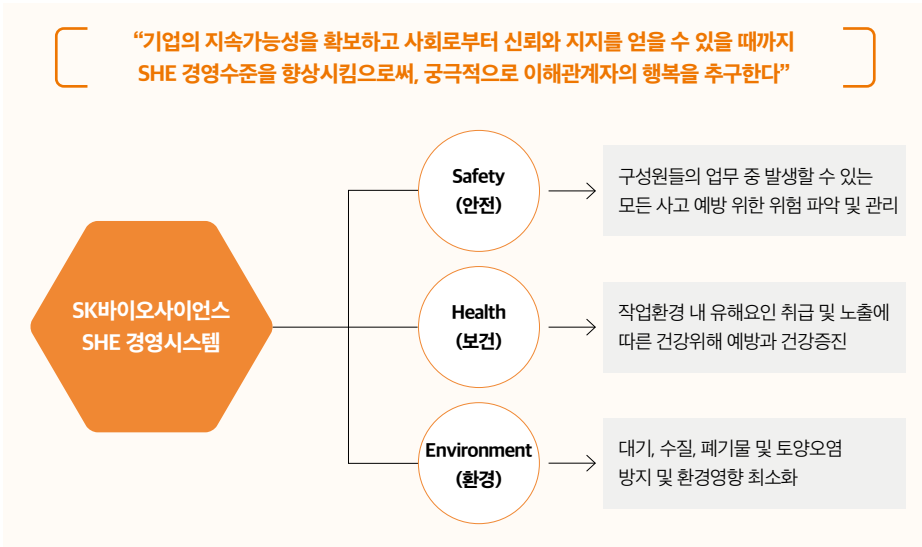 “기업의 지속가능성을 확보하고 사회로부터 신뢰와 지지를 얻을 수 있을 때까지
SHE 경영수준을 향상시킴으로써, 궁극적으로 이해관계자의 행복을 추구한다”
SK바이오사이언스
SHE 경영시스템
Safety
(안전)
구성원들의 업무 중 발생할 수 있는
모든 사고 예방 위한 위험 파악 및 관리
Health
(보건)
작업환경 내 유해요인 취급 및 노출에
따른 건강위해 예방과 건강증진
Environment
(환경)
대기, 수질, 폐기물 및 토양오염
방지 및 환경영향 최소화